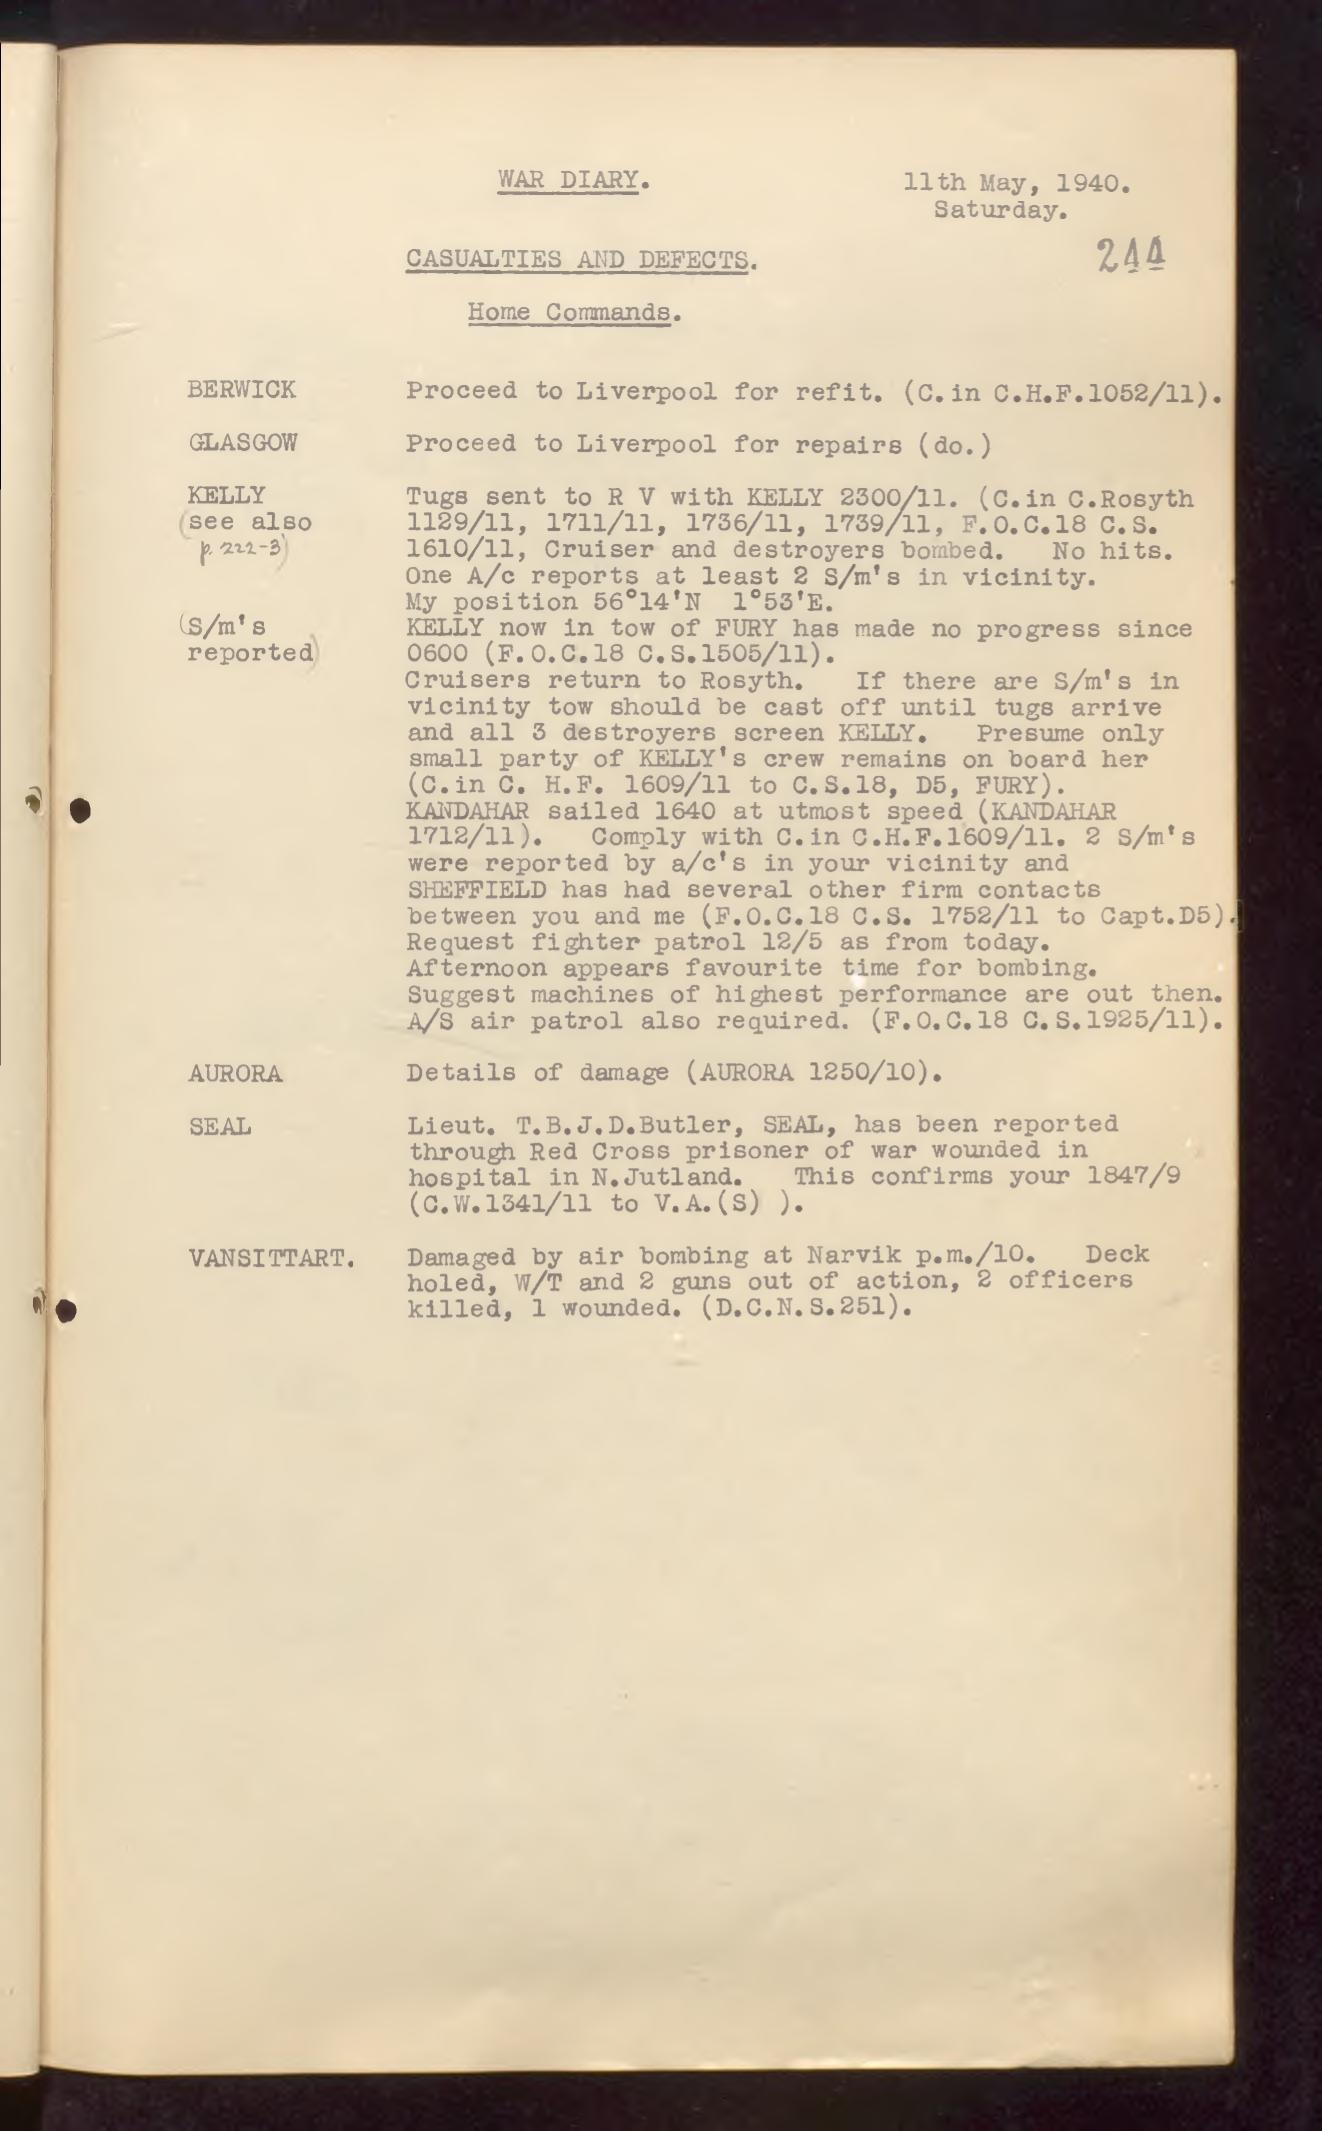 WAR DIARY.
11th May, 1940.
Saturday.
244
CASUALTIES AND DEFECTS.
Home Commands.
BERWICK Proceed to Liverpool for refit. (C.in C.H.F.1052/11).
GLASGOW Proceed to Liverpool for repairs (do.)
KELLY Tugs sent to R V with KELLY 2300/11. (C.in C.Rosyth
(see also 1129/11, 1711/11, 1736/11, 1739/11, F.O.C.18 C.S.
p. 222-3) 1610/11, Cruiser and destroyers bombed. No hits.
One A/c reports at least 2 S/m's in vicinity.
My position 56°14'N 1°53'E.
(S/m's KELLY now in tow of FURY has made no progress since
reported) 0600 (F.O.C.18 C.S.1505/11).
Cruisers return to Rosyth. If there are S/m's in
vicinity tow should be cast off until tugs arrive
and all 3 destroyers screen KELLY. Presume only
small party of KELLY's crew remains on board her
(C.in C. H.F. 1609/11 to C.S.18, D5, FURY).
KANDAHAR sailed 1640 at utmost speed (KANDAHAR
1712/11). Comply with C.in C.H.F.1609/11. 2 S/m's
were reported by a/c's in your vicinity and
SHEFFIELD has had several other firm contacts
between you and me (F.O.C.18 C.S. 1752/11 to Capt.D5).
Request fighter patrol 12/5 as from today.
Afternoon appears favourite time for bombing.
Suggest machines of highest performance are out then.
A/S air patrol also required. (F.O.C.18 C.S.1925/11).
AURORA Details of damage (AURORA 1250/10).
SEAL Lieut. T.B.J.D.Butler, SEAL, has been reported
through Red Cross prisoner of war wounded in
hospital in N.Jutland. This confirms your 1847/9
(C.W.1341/11 to V.A.(S) ).
VANSITTART. Damaged by air bombing at Narvik p.m./10. Deck
holed, W/T and 2 guns out of action, 2 officers
killed, 1 wounded. (D.C.N.S.251).